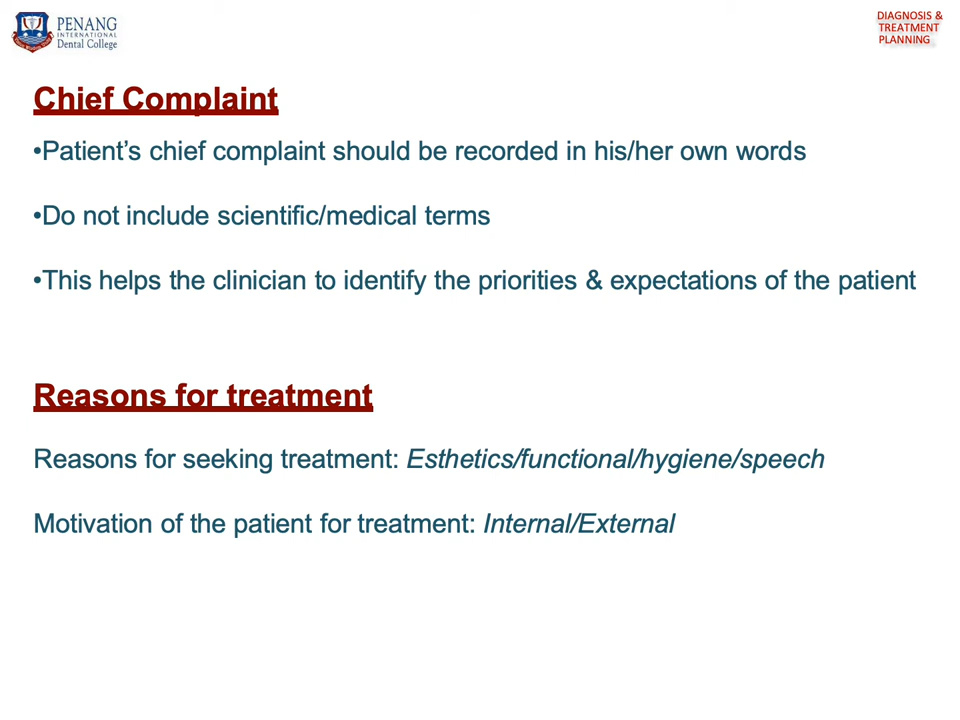 PENANG
INTERNATIONAL
Dental College
DIAGNOSIS &
TREATMENT
PLANNING
Chief Complaint
•Patient’s chief complaint should be recorded in his/her own words
•Do not include scientific/medical terms
•This helps the clinician to identify the priorities & expectations of the patient
Reasons for treatment
Reasons for seeking treatment: Esthetics/functional/hygiene/speech
Motivation of the patient for treatment: Internal/External